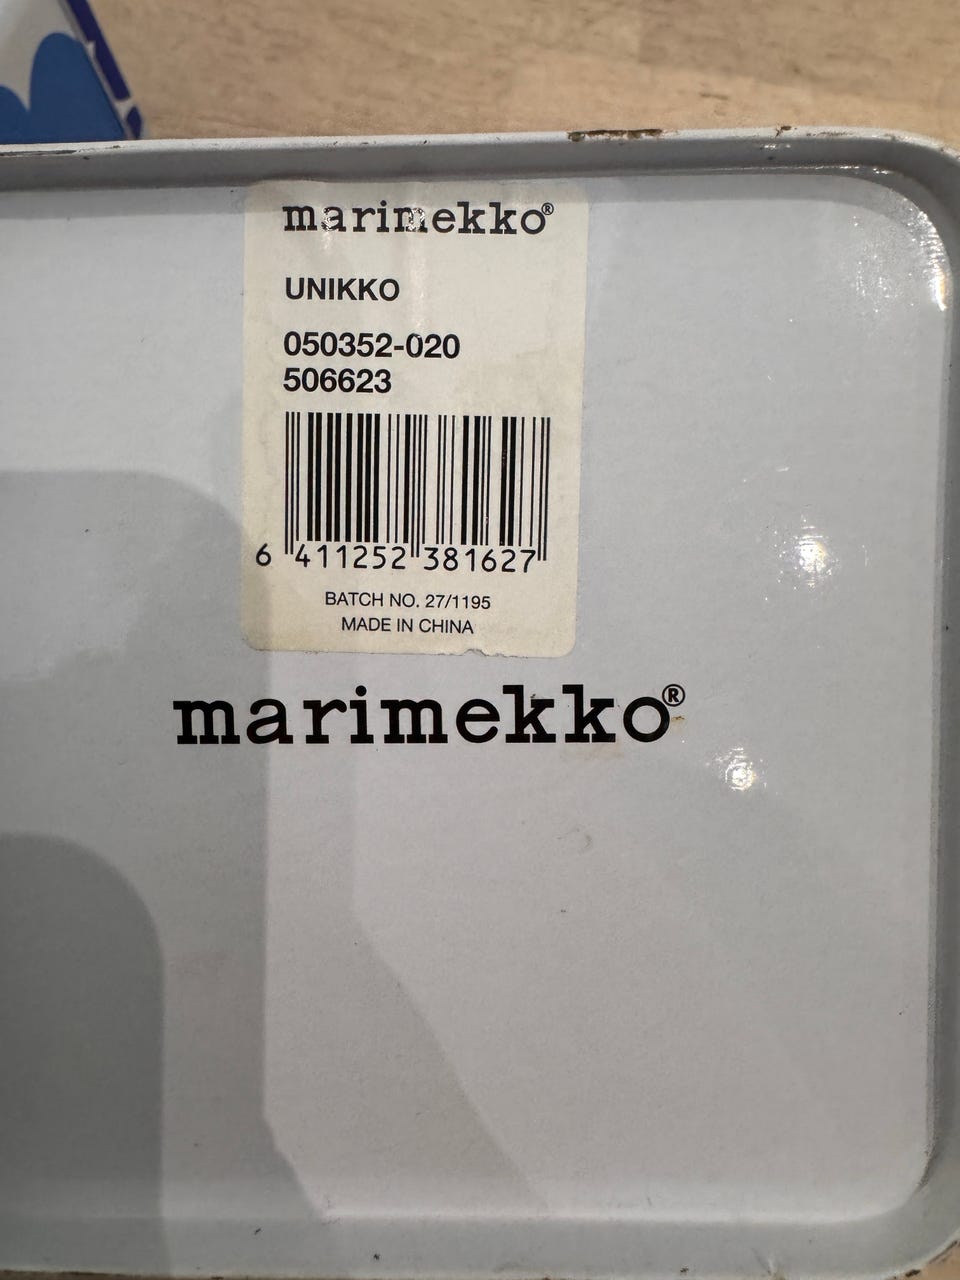 marimekko®
UNIKKO
050352-020
506623
6 411252 381627
BATCH NO. 27/1195
MADE IN CHINA
marimekko®